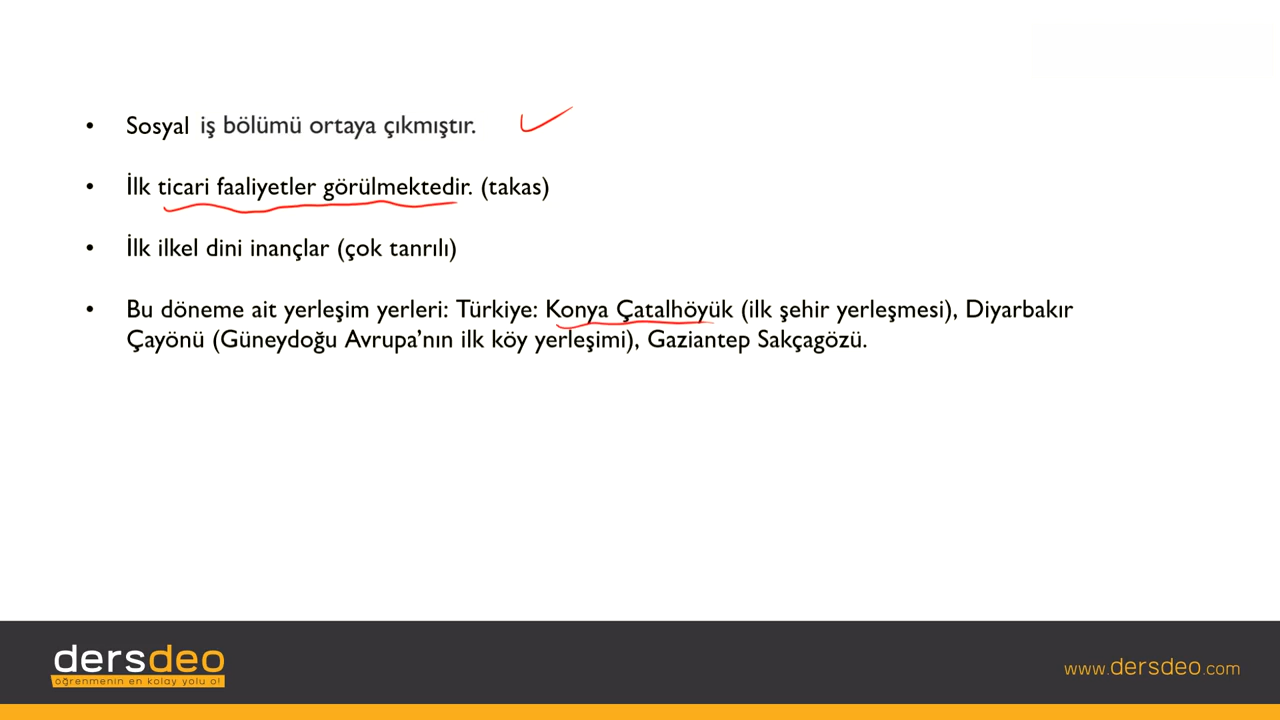 • Sosyal iş bölümü ortaya çıkmıştır.
• İlk ticari faaliyetler görülmektedir. (takas)
• İlk ilkel dini inançlar (çok tanrılı)
• Bu döneme ait yerleşim yerleri: Türkiye: Konya Çatalhöyük (ilk şehir yerleşmesi), Diyarbakır
Çayönü (Güneydoğu Avrupa’nın ilk köy yerleşimi), Gaziantep Sakçagözü.
dersdeo
öğrenmenin en kolay yolu o!
www.dersdeo.com